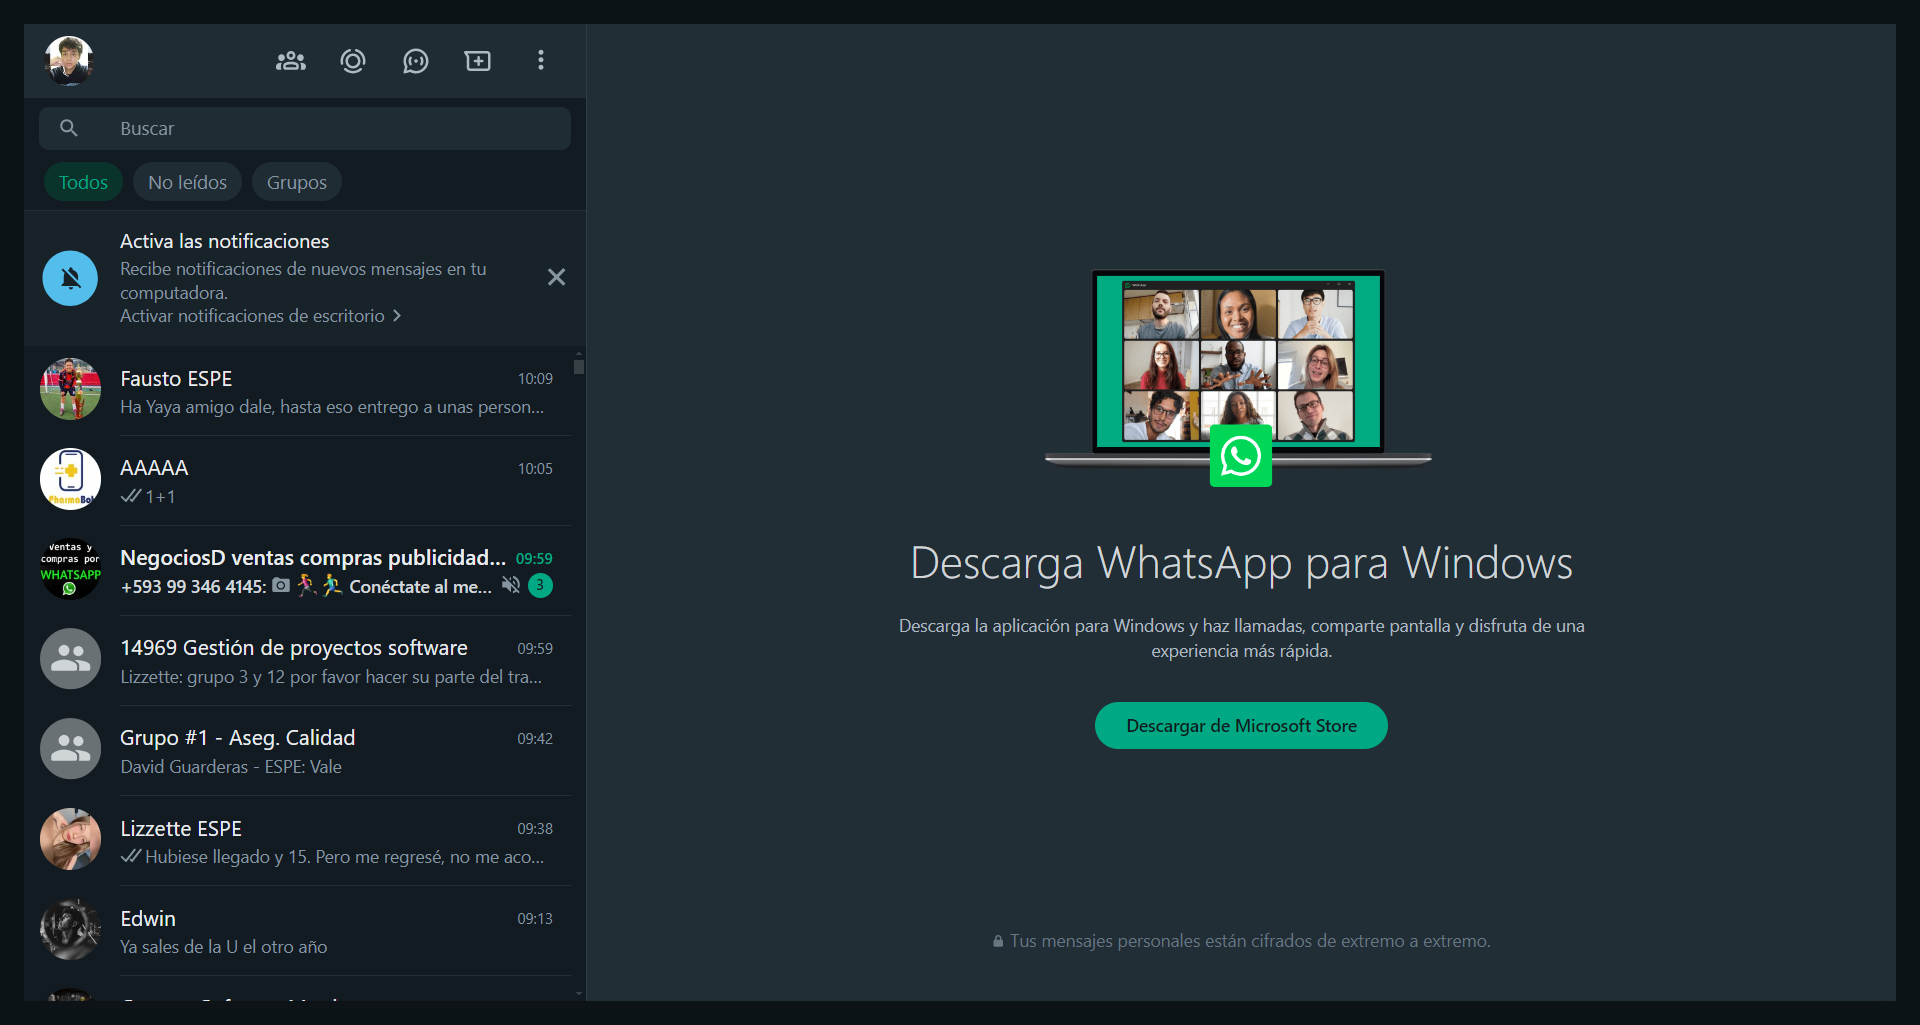 Buscar
Todos
No leídos
Grupos
Activa las notificaciones
Recibe notificaciones de nuevos mensajes en tu
computadora.
Activar notificaciones de escritorio
Fausto ESPE
10:09
Ha Yaya amigo dale, hasta eso entrego a unas person...
AAAAA
10:05
1+1
PharmaBot
Ventas y
compras por
WHATSAPP
NegociosD ventas compras publicidad...
09:59
+593 99 346 4145: 📷 🏃‍♀️🏃‍♂️ Conéctate al me...
3
14969 Gestión de proyectos software
09:59
Lizzette: grupo 3 y 12 por favor hacer su parte del tra...
Grupo #1 - Aseg. Calidad
09:42
David Guarderas - ESPE: Vale
Lizzette ESPE
09:38
Hubiese llegado y 15. Pero me regresé, no me aco...
Edwin
09:13
Ya sales de la U el otro año
WhatsApp
Descarga WhatsApp para Windows
Descarga la aplicación para Windows y haz llamadas, comparte pantalla y disfruta de una
experiencia más rápida.
Descargar de Microsoft Store
Tus mensajes personales están cifrados de extremo a extremo.